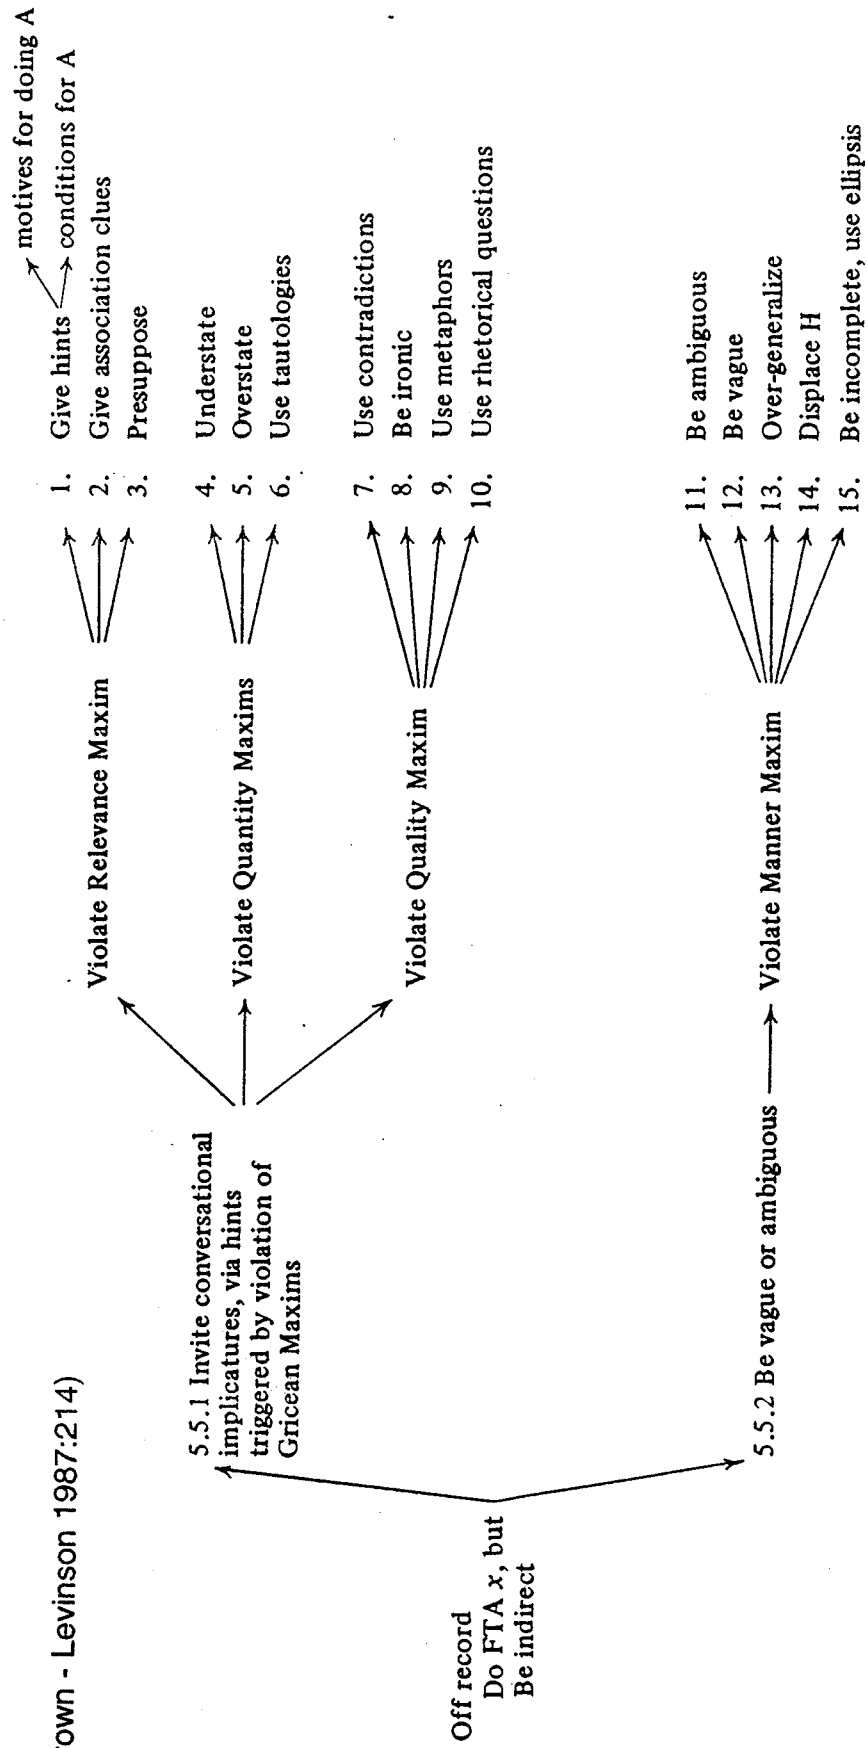 own - Levinson 1987:214)
Off record
Do FTA x, but
Be indirect
5.5.1 Invite conversational
implicatures, via hints
triggered by violation of
Gricean Maxims
Violate Relevance Maxim
1. Give hints
motives for doing A
conditions for A
2. Give association clues
3. Presuppose
Violate Quantity Maxims
4. Understate
5. Overstate
6. Use tautologies
Violate Quality Maxim
7. Use contradictions
8. Be ironic
9. Use metaphors
10. Use rhetorical questions
5.5.2 Be vague or ambiguous
Violate Manner Maxim
11. Be ambiguous
12. Be vague
13. Over-generalize
14. Displace H
15. Be incomplete, use ellipsis